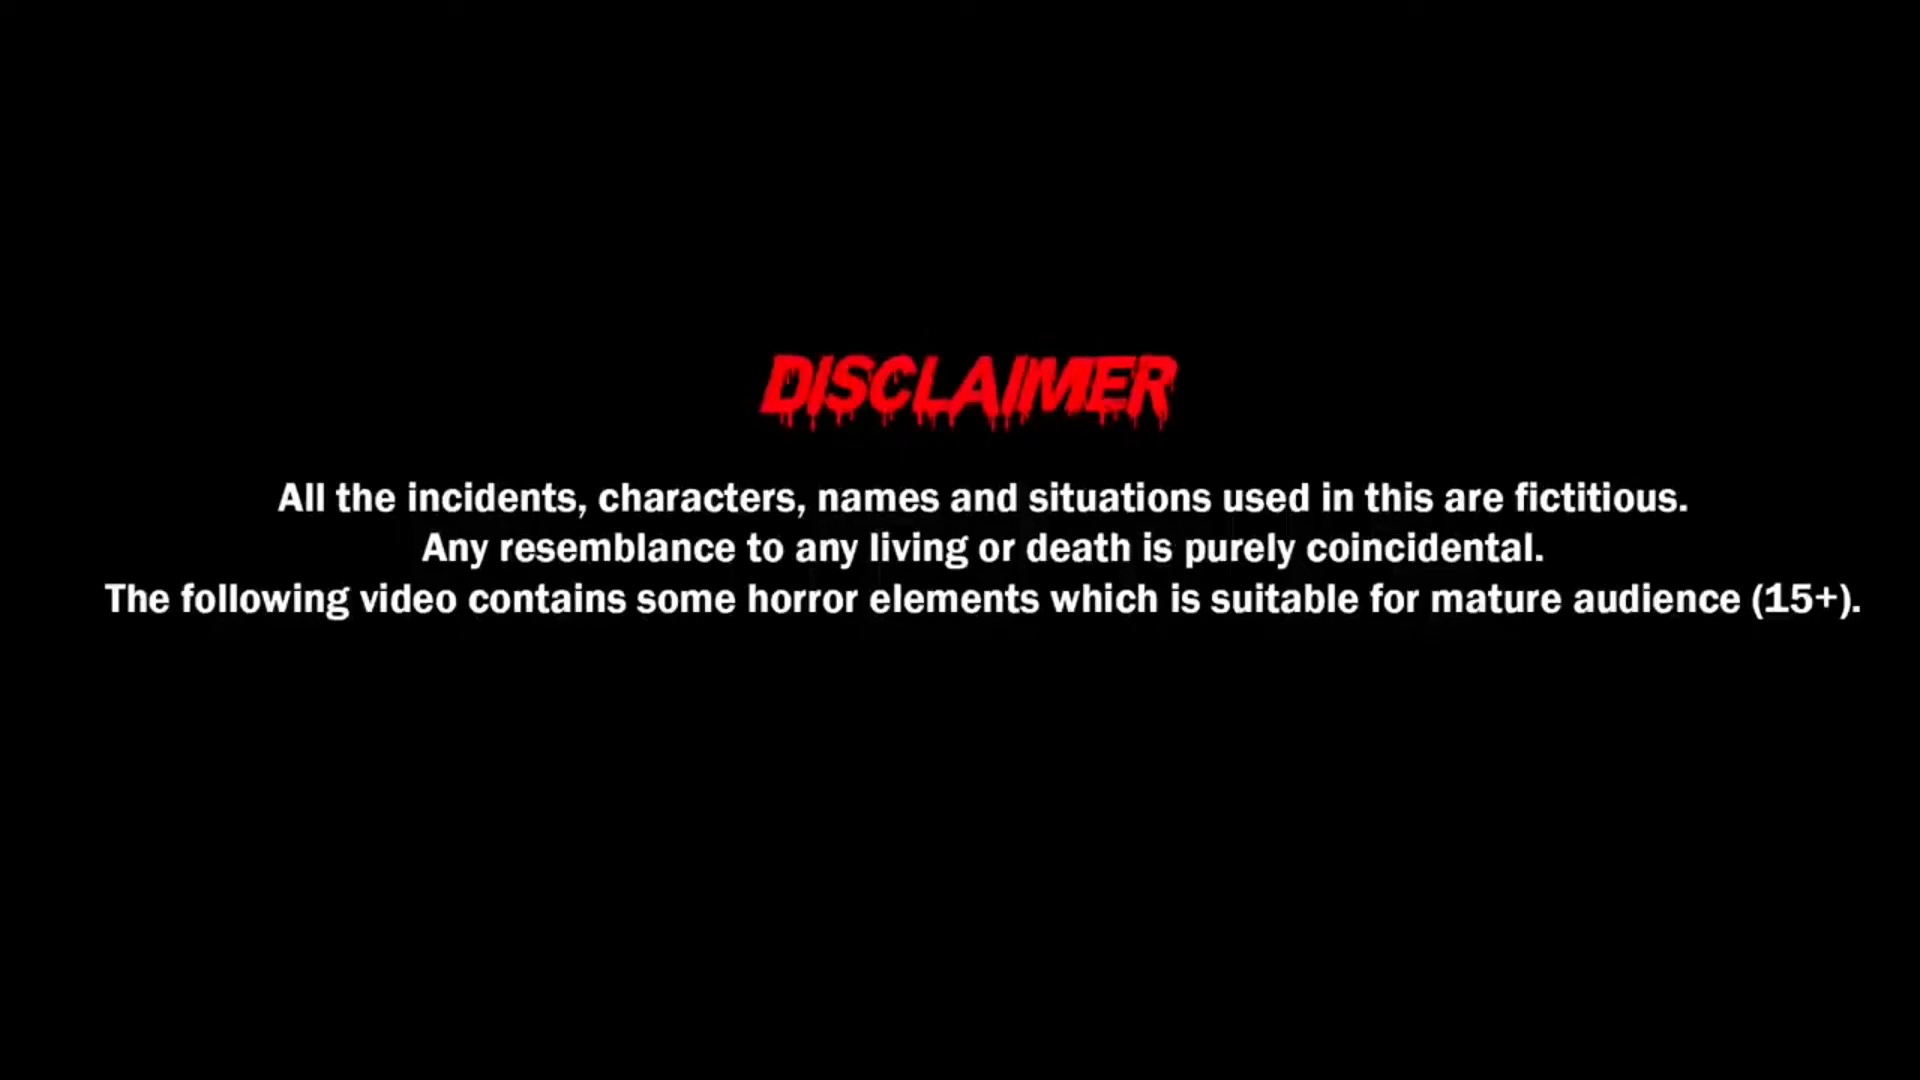 DISCLAIMER
All the incidents, characters, names and situations used in this are fictitious.
Any resemblance to any living or death is purely coincidental.
The following video contains some horror elements which is suitable for mature audience (15+).